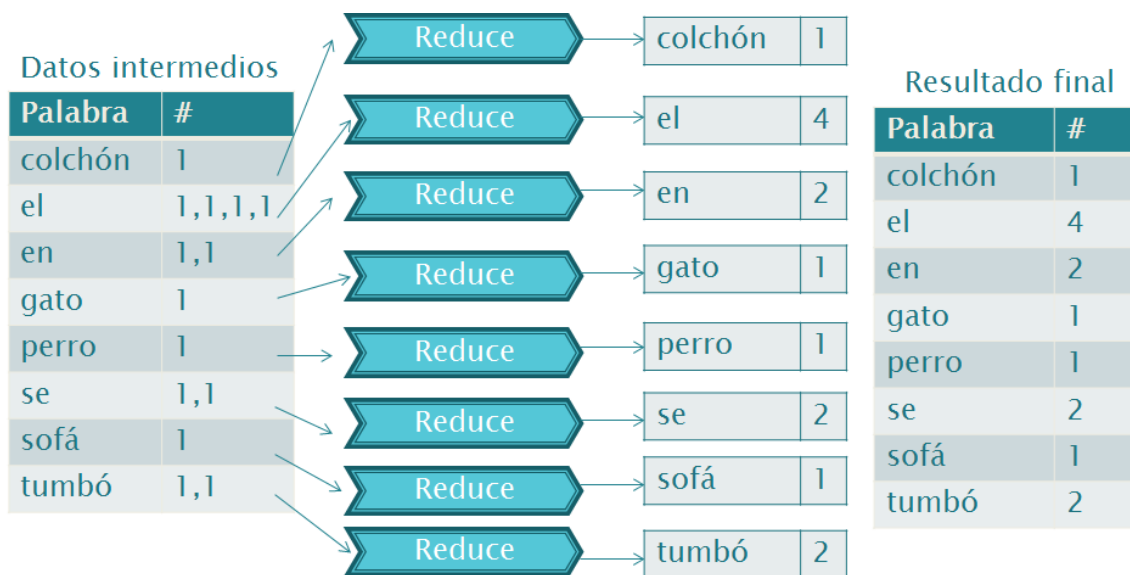 Datos intermedios
Palabra #
colchón 1
el 1,1,1,1
en 1,1
gato 1
perro 1
se 1,1
sofá 1
tumbó 1,1
Reduce
Reduce
Reduce
Reduce
Reduce
Reduce
Reduce
Reduce
colchón 1
el 4
en 2
gato 1
perro 1
se 2
sofá 1
tumbó 2
Resultado final
Palabra #
colchón 1
el 4
en 2
gato 1
perro 1
se 2
sofá 1
tumbó 2